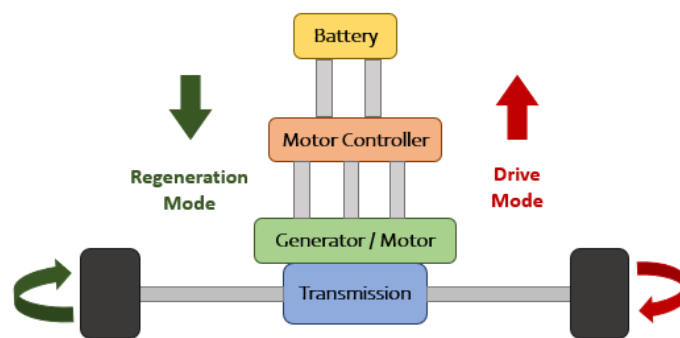 Battery
Motor Controller
Regeneration
Mode
Drive
Mode
Generator / Motor
Transmission